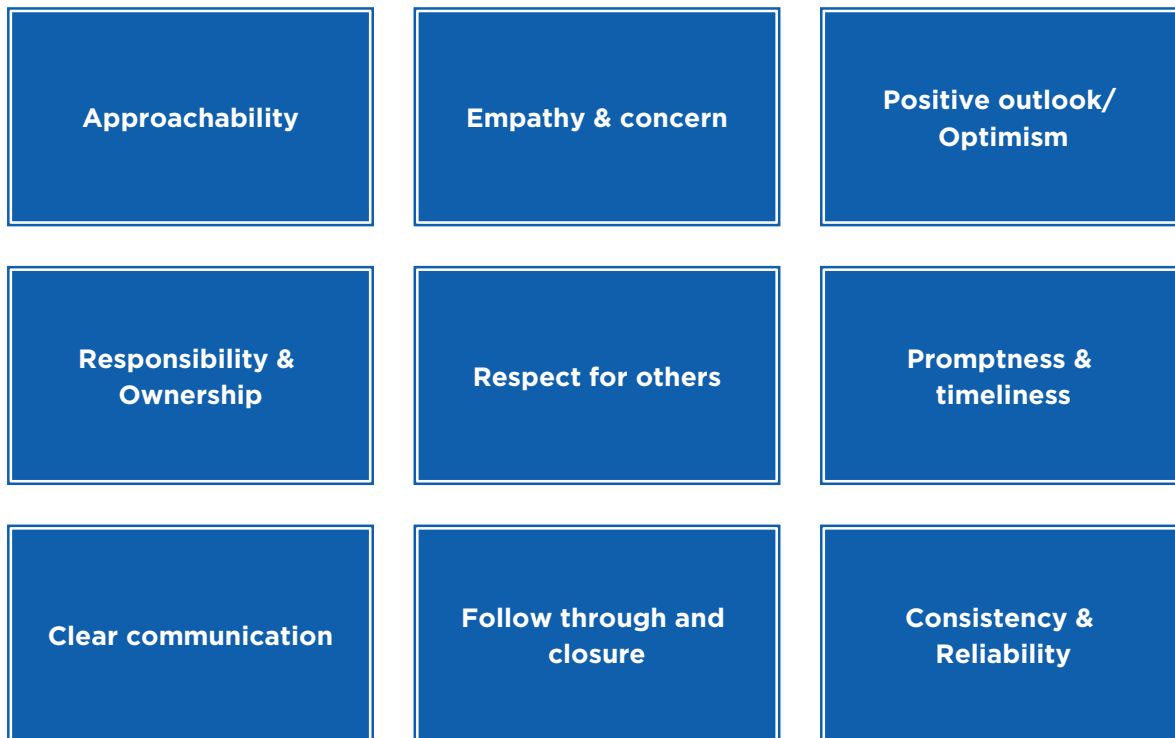 Approachability
Empathy & concern
Positive outlook/
Optimism
Responsibility &
Ownership
Respect for others
Promptness &
timeliness
Clear communication
Follow through and
closure
Consistency &
Reliability